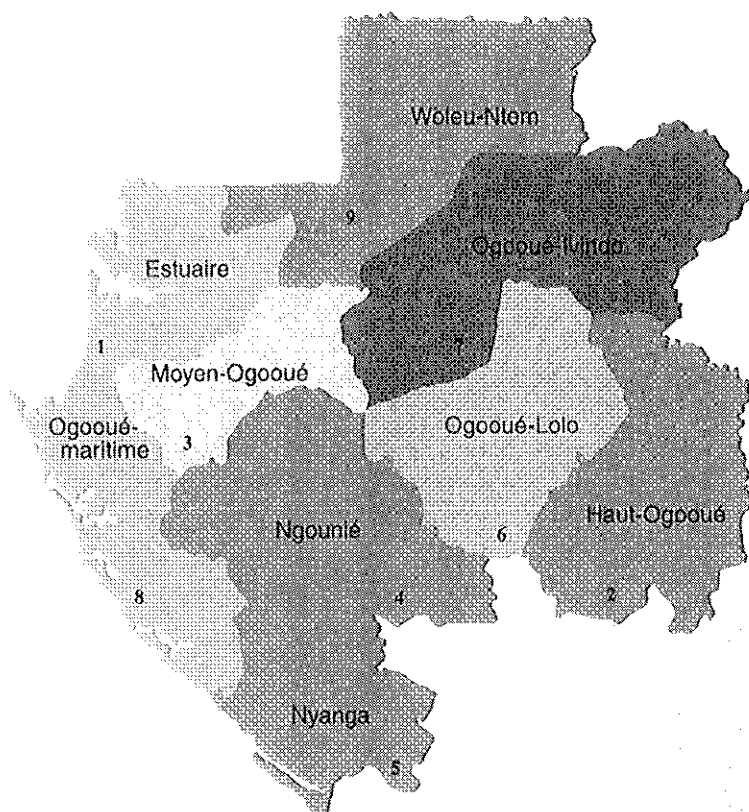 Woleu-Ntem
9
Ogooué-Ivindo
Estuaire
1
7
Moyen-Ogooué
Ogooué-
maritime
3
Ogooué-Lolo
Ngounié
6
Haut-Ogooué
8
4
2
Nyanga
5